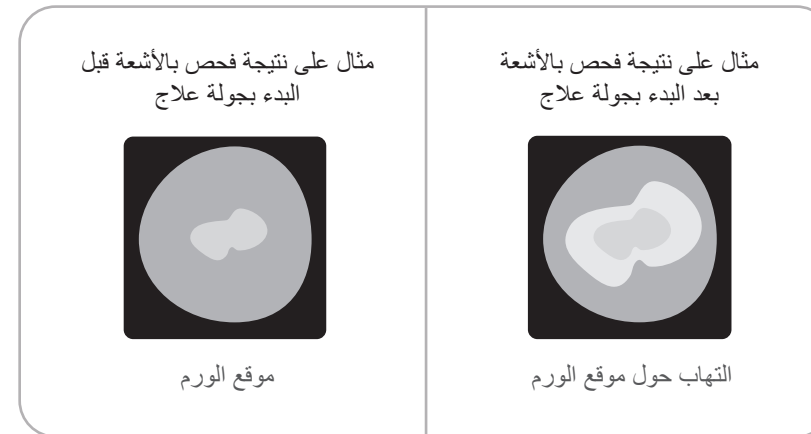 مثال على نتيجة فحص بالأشعة
بعد البدء بجولة علاج
التهاب حول موقع الورم
مثال على نتيجة فحص بالأشعة قبل
البدء بجولة علاج
موقع الورم